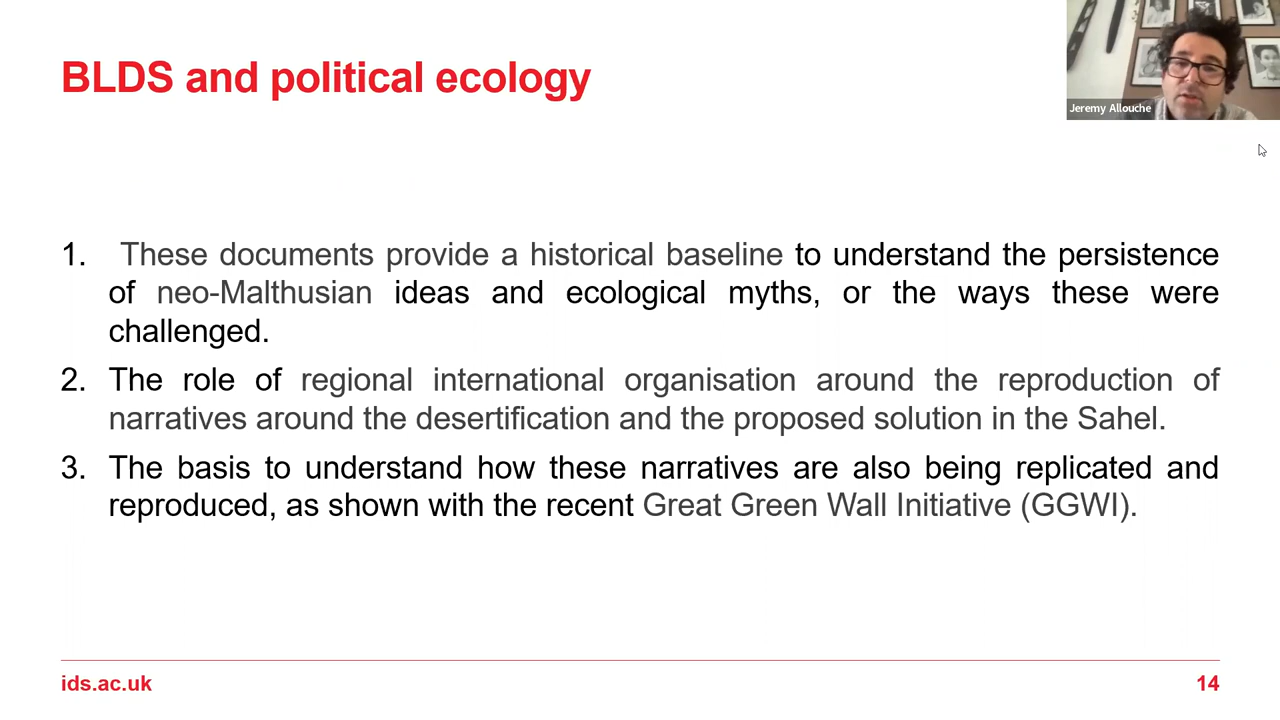 BLDS and political ecology
Jeremy Allouche
1. These documents provide a historical baseline to understand the persistence
of neo-Malthusian ideas and ecological myths, or the ways these were
challenged.
2. The role of regional international organisation around the reproduction of
narratives around the desertification and the proposed solution in the Sahel.
3. The basis to understand how these narratives are also being replicated and
reproduced, as shown with the recent Great Green Wall Initiative (GGWI).
ids.ac.uk
14